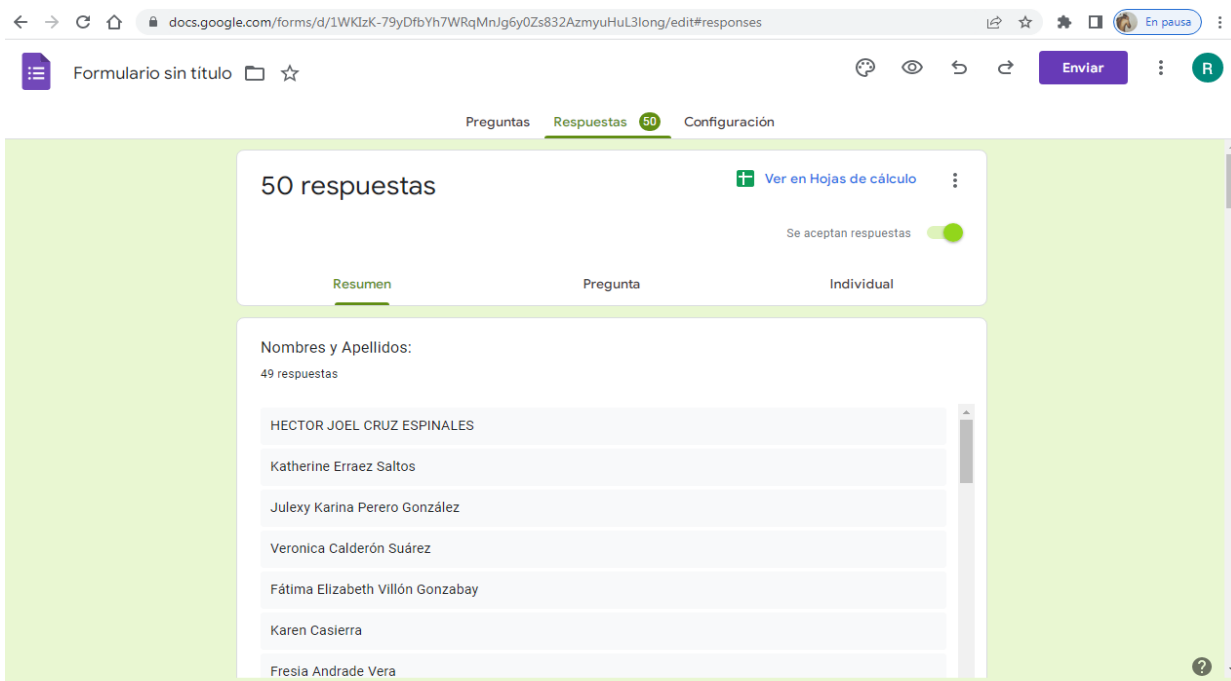 docs.google.com/forms/d/1WKIzK-79yDfbYh7WRqMnJg6y0Zs832AzmyuHuL3long/edit#responses
En pausa
Formulario sin título
Enviar
R
Preguntas
Respuestas 50
Configuración
50 respuestas
Ver en Hojas de cálculo
Se aceptan respuestas
Resumen
Pregunta
Individual
Nombres y Apellidos:
49 respuestas
HECTOR JOEL CRUZ ESPINALES
Katherine Erraez Saltos
Julexy Karina Perero González
Veronica Calderón Suárez
Fátima Elizabeth Villón Gonzabay
Karen Casierra
Fresia Andrade Vera